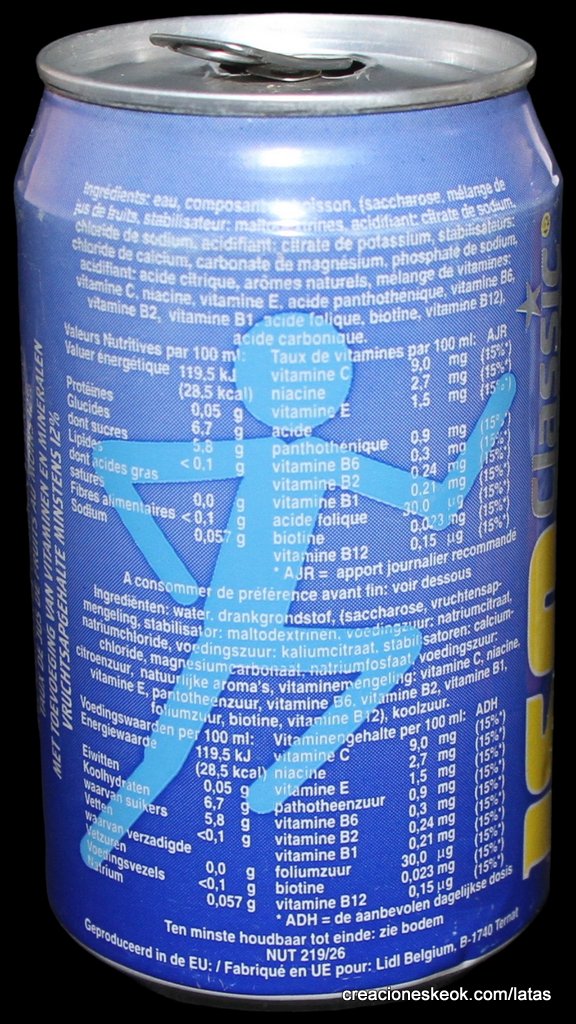 Ingrédients: eau, composant boisson, (saccharose, mélange de
jus de fruits, stabilisateur: maltodextrines, acidifiant: citrate de sodium,
chloride de sodium, acidifiant: citrate de potassium, stabilisateurs:
chloride de calcium, carbonate de magnésium, phosphate de sodium,
acidifiant: acide citrique, arômes naturels, mélange de vitamines:
vitamine C, niacine, vitamine E, acide panthothénique, vitamine B6,
vitamine B2, vitamine B1, acide folique, biotine, vitamine B12),
acide carbonique.
Valeurs Nutritives par 100 ml:
Valuer énergétique 119,5 kJ
(28,5 kcal)
Protéines 0,05 g
Glucides 6,7 g
dont sucres 5,8 g
Lipides <0,1 g
dont acides gras
satures 0,0 g
Fibres alimentaires <0,1 g
Sodium 0,057 g
Taux de vitamines par 100 ml: AJR
vitamine C 9,0 mg (15%*)
niacine 2,7 mg (15%*)
vitamine E 1,5 mg (15%*)
acide
panthothénique 0,9 mg (15%*)
vitamine B6 0,3 mg (15%*)
vitamine B2 0,24 mg (15%*)
vitamine B1 0,21 mg (15%*)
acide folique 30,0 µg (15%*)
biotine 0,023 mg (15%*)
vitamine B12 0,15 µg (15%*)
* AJR = apport journalier recommande
A consommer de préférence avant fin: voir dessous
Ingrediënten: water, drankgrondstof, (saccharose, vruchtensap-
mengeling, stabilisator: maltodextrinen, voedingszuur: natriumcitraat,
natriumchloride, voedingszuur: kaliumcitraat, stabilisatoren: calcium-
chloride, magnesiumcarbonaat, natriumfosfaat, voedingszuur:
citroenzuur, natuurlijke aroma's, vitaminemengeling: vitamine C, niacine,
vitamine E, pantotheenzuur, vitamine B6, vitamine B2, vitamine B1,
foliumzuur, biotine, vitamine B12), koolzuur.
Voedingswaarden per 100 ml:
Energiewaarde 119,5 kJ
(28,5 kcal)
Eiwitten 0,05 g
Koolhydraten 6,7 g
waarvan suikers 5,8 g
Vetten <0,1 g
waarvan verzadigde
Vetzuren 0,0 g
Voedingsvezels <0,1 g
Natrium 0,057 g
Vitaminengehalte per 100 ml: ADH
vitamine C 9,0 mg (15%*)
niacine 2,7 mg (15%*)
vitamine E 1,5 mg (15%*)
pathotheenzuur 0,9 mg (15%*)
vitamine B6 0,3 mg (15%*)
vitamine B2 0,24 mg (15%*)
vitamine B1 0,21 mg (15%*)
foliumzuur 30,0 µg (15%*)
biotine 0,023 mg (15%*)
vitamine B12 0,15 µg (15%*)
* ADH = de aanbevolen dagelijkse dosis
Ten minste houdbaar tot einde: zie bodem
NUT 219/26
Geproduceerd in de EU: / Fabriqué en UE pour: Lidl Belgium, B-1740 Ternat
MET TOEVOEGING VAN VITAMINEN EN MINERALEN
VRUCHTSAPGEHALTE MINSTENS 12%
classic
creacioneskeok.com/latas